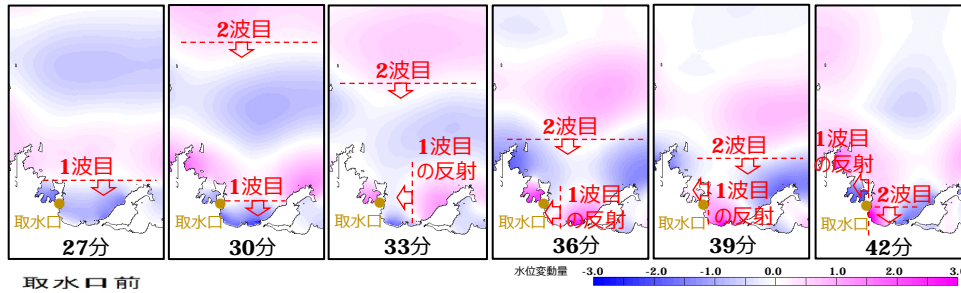 1波目
取水口
27分
2波目
1波目
取水口
30分
2波目
1波目
の反射
取水口
33分
2波目
1波目
の反射
取水口
36分
2波目
1波目
の反射
取水口
39分
1波目
の反射
2波目
取水口
42分
水位変動量 -3.0 -2.0 -1.0 0.0 1.0 2.0 3.0
取水口前